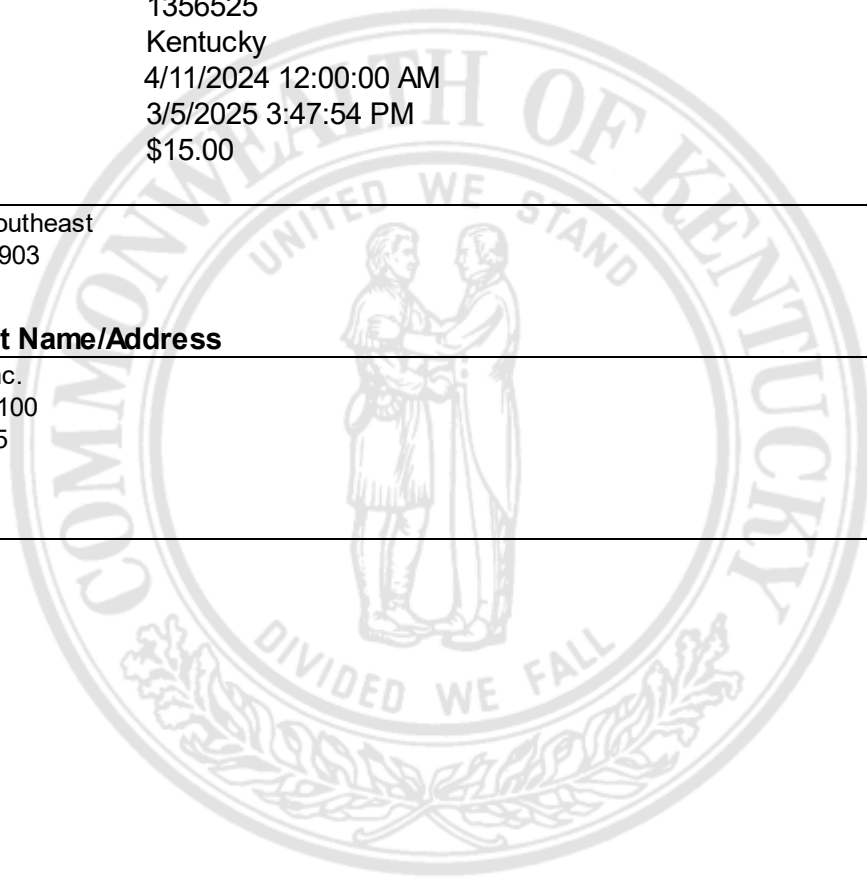 1356525
Kentucky
4/11/2024 12:00:00 AM
3/5/2025 3:47:54 PM
$15.00
outheast
903
t Name/Address
nc.
100
5
COMMONWEALTH OF KENTUCKY
UNITED WE STAND
DIVIDED WE FALL